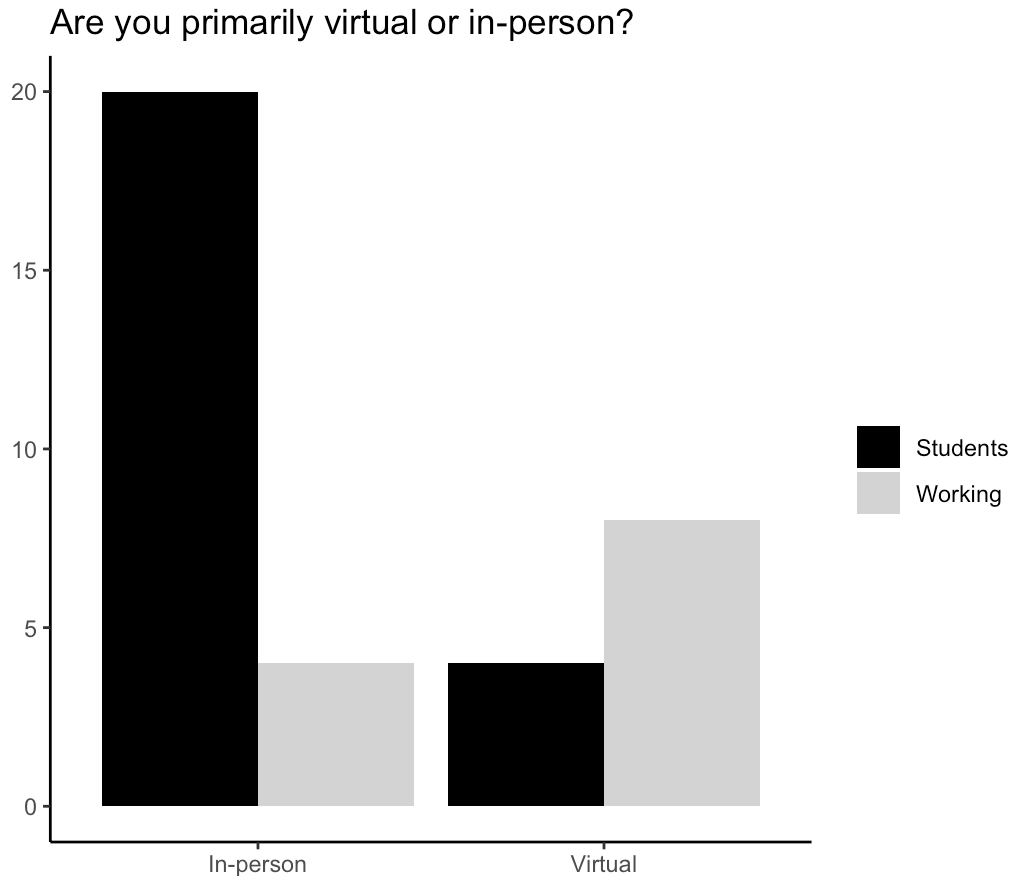 Are you primarily virtual or in-person?
20
15
10
5
0
In-person
Virtual
Students
Working